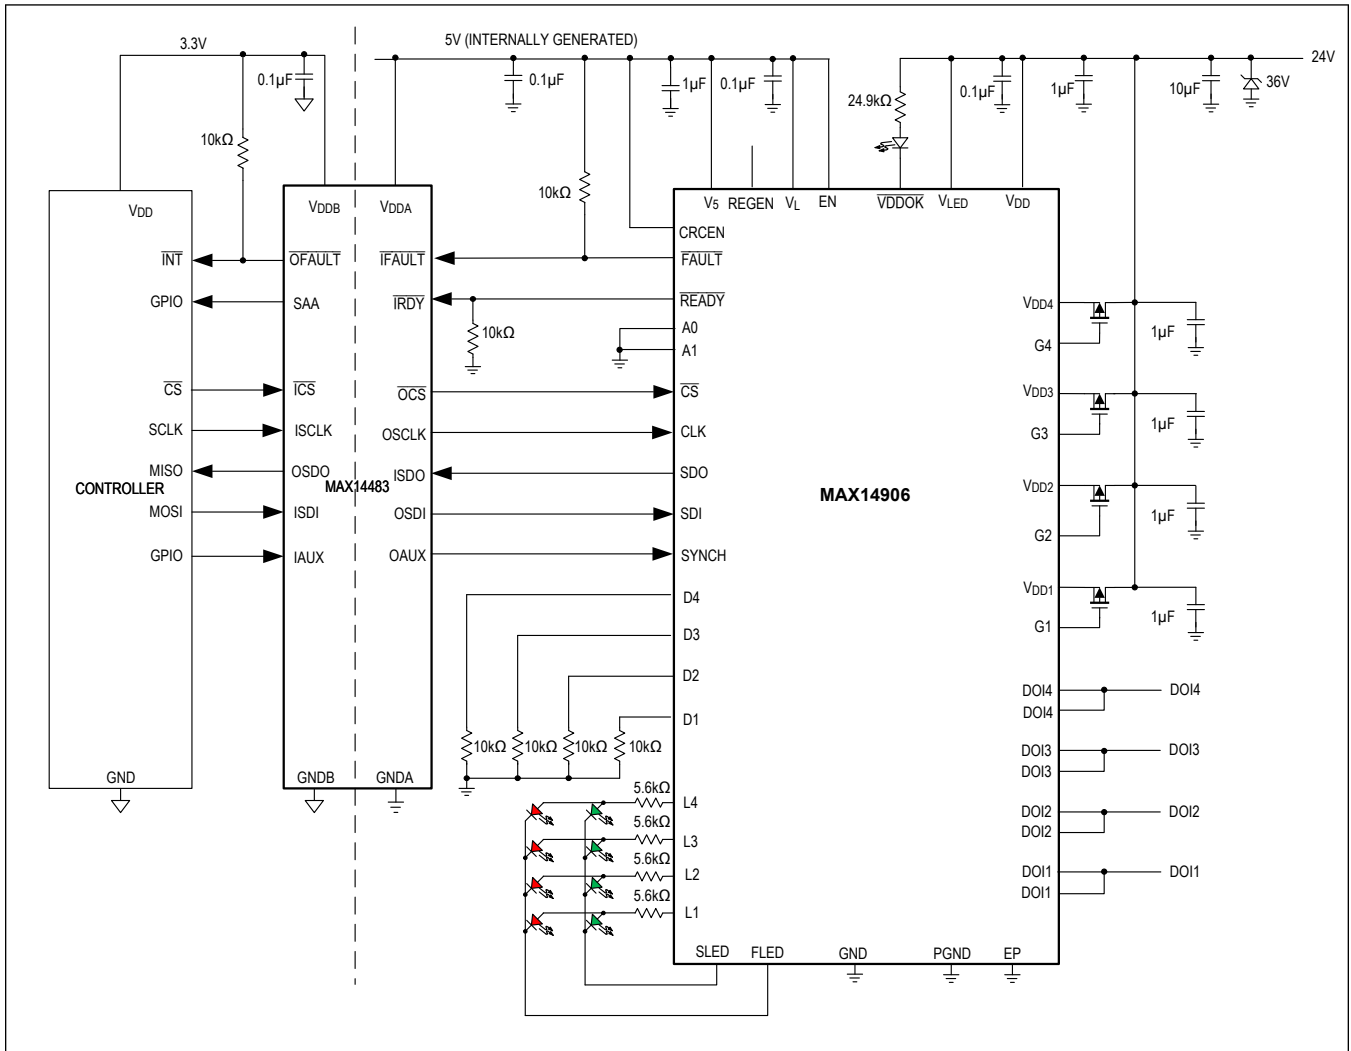 3.3V
5V (INTERNALLY GENERATED)
24V
0.1µF
0.1µF
1µF
0.1µF
24.9kΩ
0.1µF
1µF
10µF
36V
10kΩ
10kΩ
VDD
VDDB
VDDA
V5
REGEN
VL
EN
VDDOK
VLED
VDD
CRCEN
INT
OFAULT
IFAULT
FAULT
GPIO
SAA
IRDY
READY
10kΩ
A0
A1
VDD4
1µF
G4
CS
ICS
OCS
CS
VDD3
1µF
G3
SCLK
ISCLK
OSCLK
CLK
MISO
OSDO
ISDO
SDO
CONTROLLER
MAX14483
MAX14906
VDD2
1µF
G2
MOSI
ISDI
OSDI
SDI
GPIO
IAUX
OAUX
SYNCH
VDD1
1µF
G1
D4
D3
D2
D1
10kΩ
10kΩ
10kΩ
10kΩ
DOI4
DOI4
DOI4
DOI3
DOI3
DOI3
DOI2
DOI2
DOI2
DOI1
DOI1
DOI1
GND
GNDB
GNDA
5.6kΩ
L4
5.6kΩ
L3
5.6kΩ
L2
5.6kΩ
L1
SLED
FLED
GND
PGND
EP